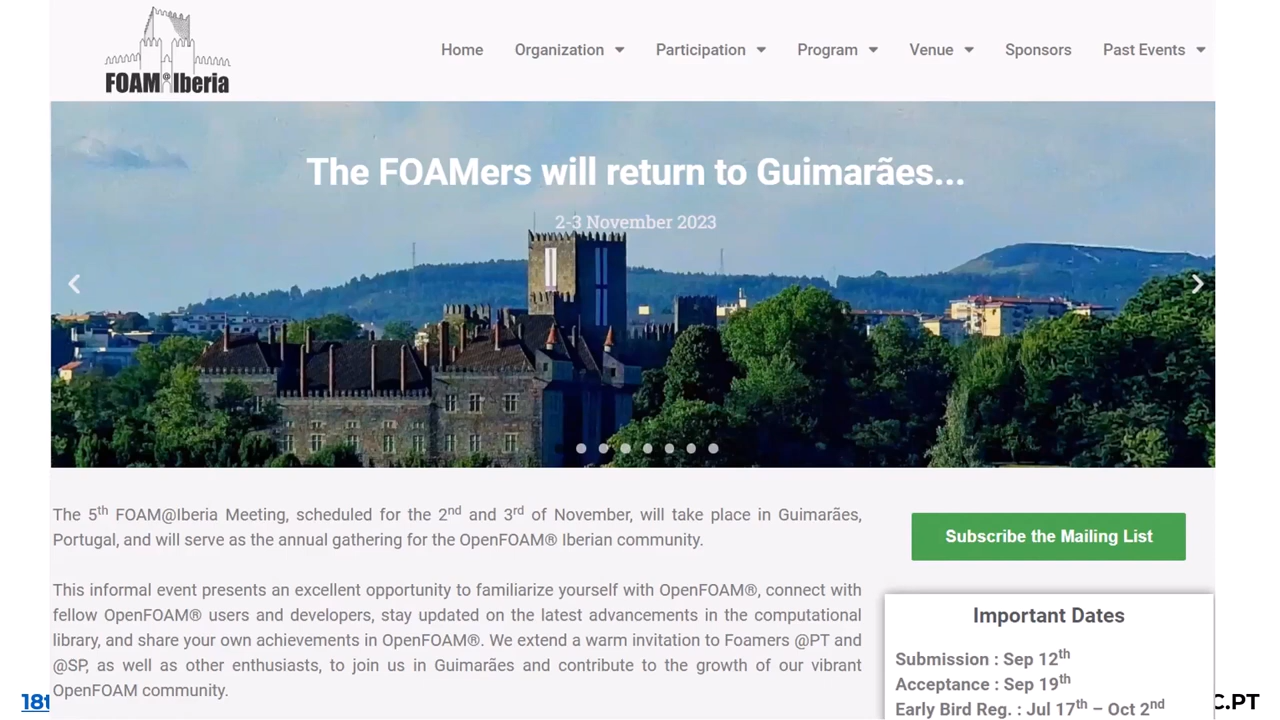 FOAM@Iberia
Home Organization Participation Program Venue Sponsors Past Events
The FOAMers will return to Guimarães...
2-3 November 2023
The 5th FOAM@Iberia Meeting, scheduled for the 2nd and 3rd of November, will take place in Guimarães,
Portugal, and will serve as the annual gathering for the OpenFOAM® Iberian community.
This informal event presents an excellent opportunity to familiarize yourself with OpenFOAM®, connect with
fellow OpenFOAM® users and developers, stay updated on the latest advancements in the computational
library, and share your own achievements in OpenFOAM®. We extend a warm invitation to Foamers @PT and
@SP, as well as other enthusiasts, to join us in Guimarães and contribute to the growth of our vibrant
OpenFOAM community.
Subscribe the Mailing List
Important Dates
Submission : Sep 12th
Acceptance : Sep 19th
Early Bird Reg. : Jul 17th – Oct 2nd
18t
C.PT